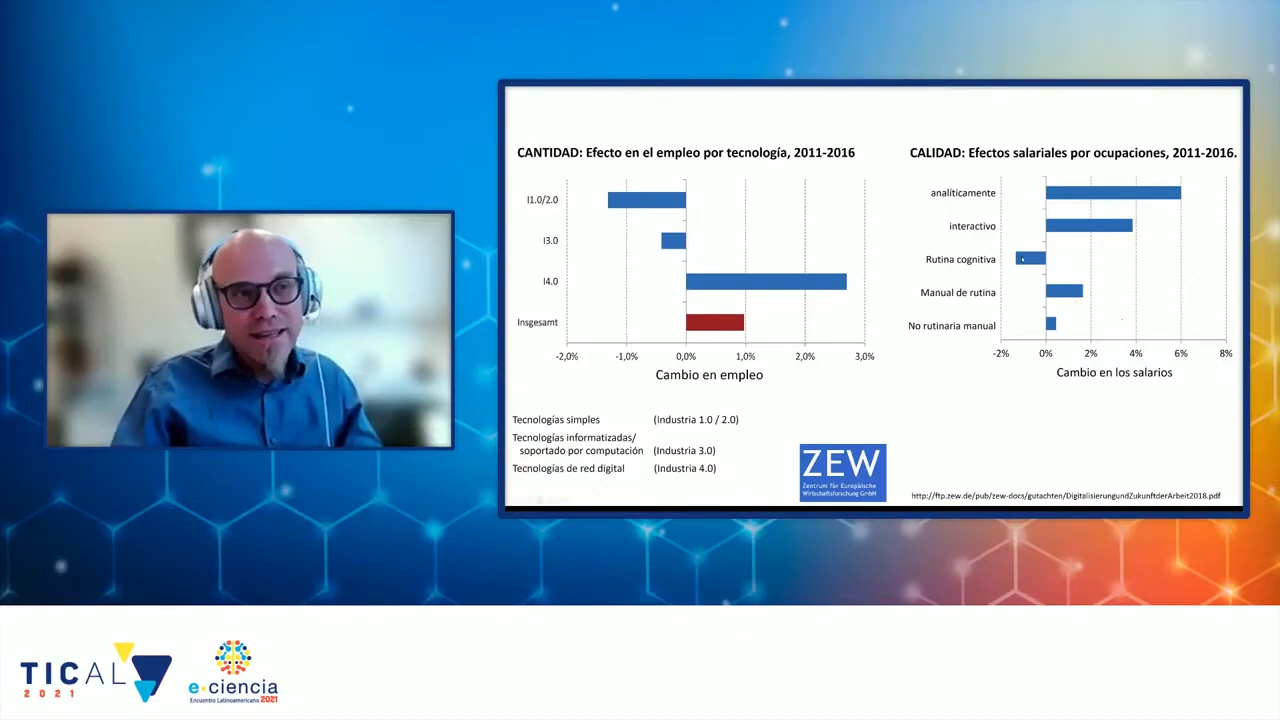 CANTIDAD: Efecto en el empleo por tecnología, 2011-2016
I1.0/2.0
I3.0
I4.0
Insgesamt
-2,0% -1,0% 0,0% 1,0% 2,0% 3,0%
Cambio en empleo
CALIDAD: Efectos salariales por ocupaciones, 2011-2016.
analíticamente
interactivo
Rutina cognitiva
Manual de rutina
No rutinaria manual
-2% 0% 2% 4% 6% 8%
Cambio en los salarios
Tecnologías simples (Industria 1.0 / 2.0)
Tecnologías informatizadas/
soportado por computación (Industria 3.0)
Tecnologías de red digital (Industria 4.0)
ZEW
Zentrum für Europäische
Wirtschaftsforschung GmbH
http://ftp.zew.de/pub/zew-docs/gutachten/DigitalisierungundZukunftderArbeit2018.pdf
TICAL
2021
e-ciencia
Encuentro Latinoamericano 2021